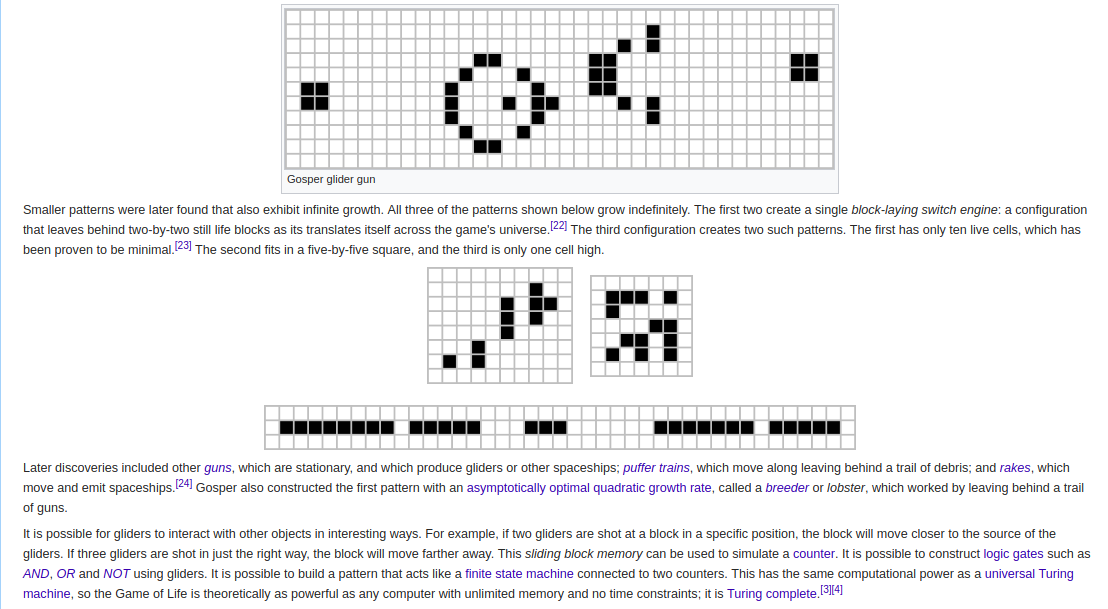 Gosper glider gun
Smaller patterns were later found that also exhibit infinite growth. All three of the patterns shown below grow indefinitely. The first two create a single block-laying switch engine: a configuration
that leaves behind two-by-two still life blocks as its translates itself across the game's universe.[22] The third configuration creates two such patterns. The first has only ten live cells, which has
been proven to be minimal.[23] The second fits in a five-by-five square, and the third is only one cell high.
Later discoveries included other guns, which are stationary, and which produce gliders or other spaceships; puffer trains, which move along leaving behind a trail of debris; and rakes, which
move and emit spaceships.[24] Gosper also constructed the first pattern with an asymptotically optimal quadratic growth rate, called a breeder or lobster, which worked by leaving behind a trail
of guns.
It is possible for gliders to interact with other objects in interesting ways. For example, if two gliders are shot at a block in a specific position, the block will move closer to the source of the
gliders. If three gliders are shot in just the right way, the block will move farther away. This sliding block memory can be used to simulate a counter. It is possible to construct logic gates such as
AND, OR and NOT using gliders. It is possible to build a pattern that acts like a finite state machine connected to two counters. This has the same computational power as a universal Turing
machine, so the Game of Life is theoretically as powerful as any computer with unlimited memory and no time constraints; it is Turing complete.[3][4]